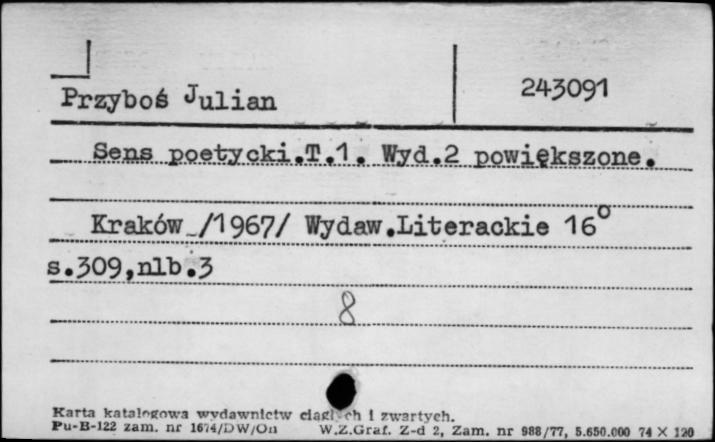 Przyboś Julian 243091
Sens poetycki.T.1. Wyd.2 powiększone.
Kraków /1967/ Wydaw.Literackie 16°
s.309,nlb.3
8
Karta katalogowa wydawnictw ciągłych i zwartych.
Pu-B-122 zam. nr 1674/DW/On W.Z.Graf. Z-d 2, Zam. nr 988/77, 5.650.000 74 X 120